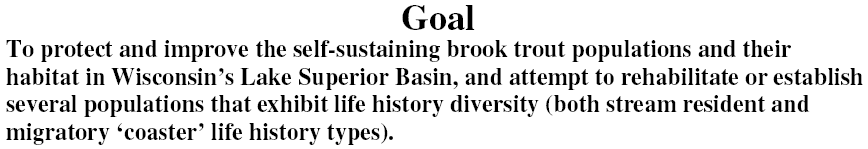 Goal
To protect and improve the self-sustaining brook trout populations and their
habitat in Wisconsin’s Lake Superior Basin, and attempt to rehabilitate or establish
several populations that exhibit life history diversity (both stream resident and
migratory ‘coaster’ life history types).